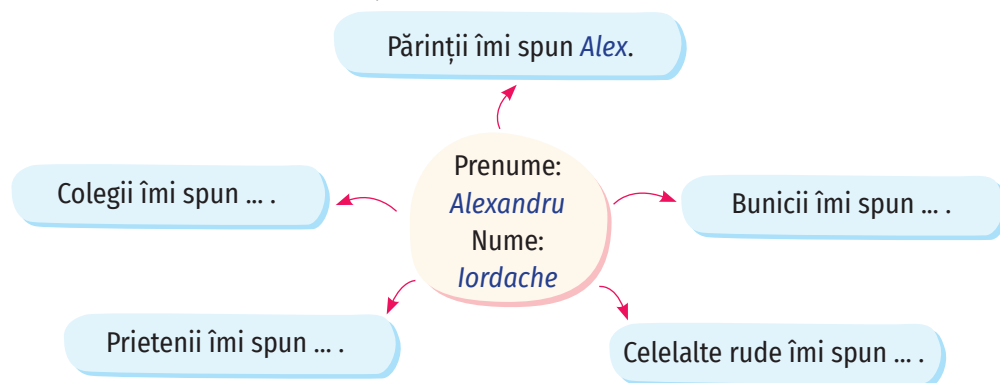 Părinții îmi spun Alex.
Colegii îmi spun ... .
Prenume:
Alexandru
Nume:
Iordache
Bunicii îmi spun ... .
Prietenii îmi spun ... .
Celelalte rude îmi spun ... .